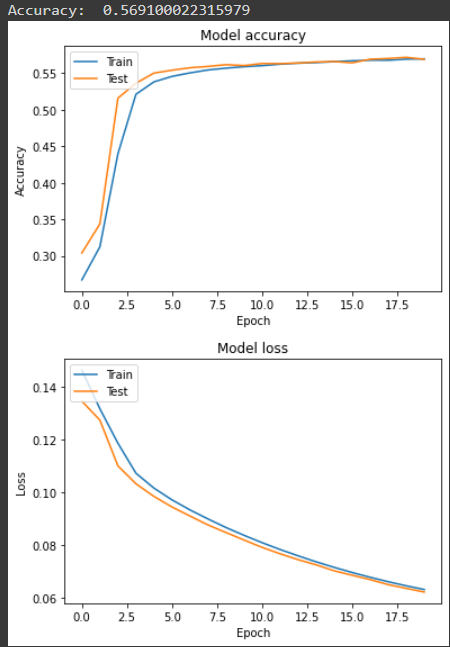 Accuracy: 0.569100022315979
Model accuracy
Train
Test
0.55
0.50
0.45
0.40
0.35
0.30
Accuracy
0.0 2.5 5.0 7.5 10.0 12.5 15.0 17.5
Epoch
Model loss
Train
Test
0.14
0.12
0.10
0.08
0.06
Loss
0.0 2.5 5.0 7.5 10.0 12.5 15.0 17.5
Epoch